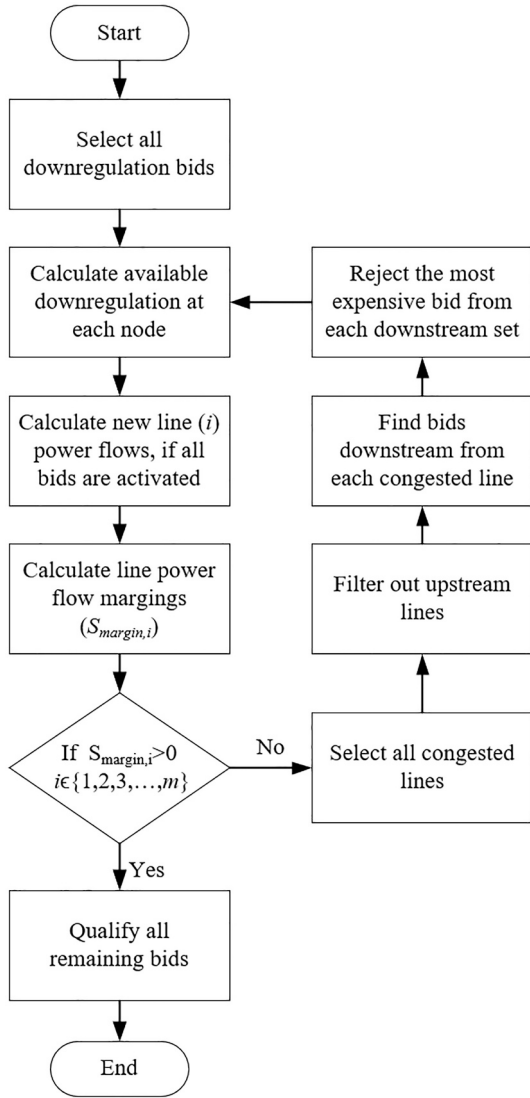 Start
Select all
downregulation bids
Calculate available
downregulation at
each node
Calculate new line (i)
power flows, if all
bids are activated
Calculate line power
flow margings
(Smargin,i)
If Smargin,i>0
iϵ{1,2,3,…,m}
No
Yes
Qualify all
remaining bids
End
Select all congested
lines
Filter out upstream
lines
Find bids
downstream from
each congested line
Reject the most
expensive bid from
each downstream set